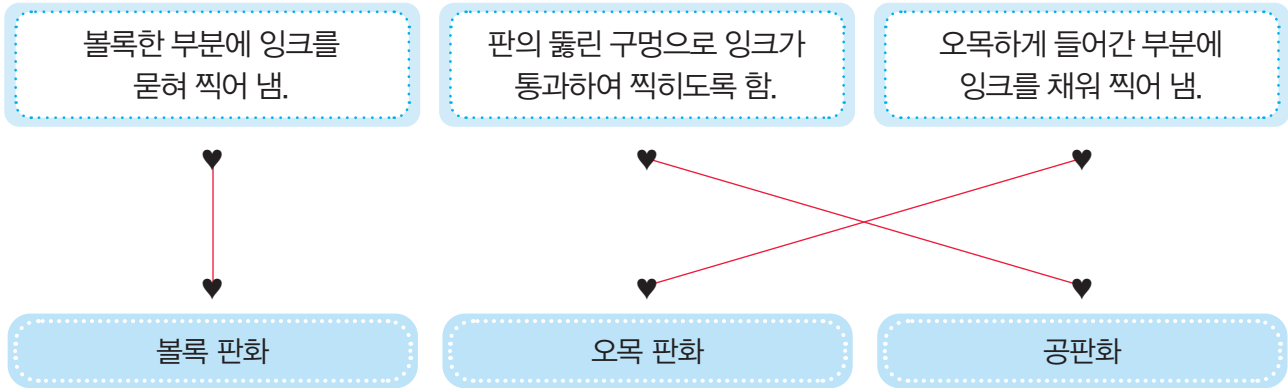 볼록한 부분에 잉크를
묻혀 찍어 냄.
판의 뚫린 구멍으로 잉크가
통과하여 찍히도록 함.
오목하게 들어간 부분에
잉크를 채워 찍어 냄.
볼록 판화
오목 판화
공판화